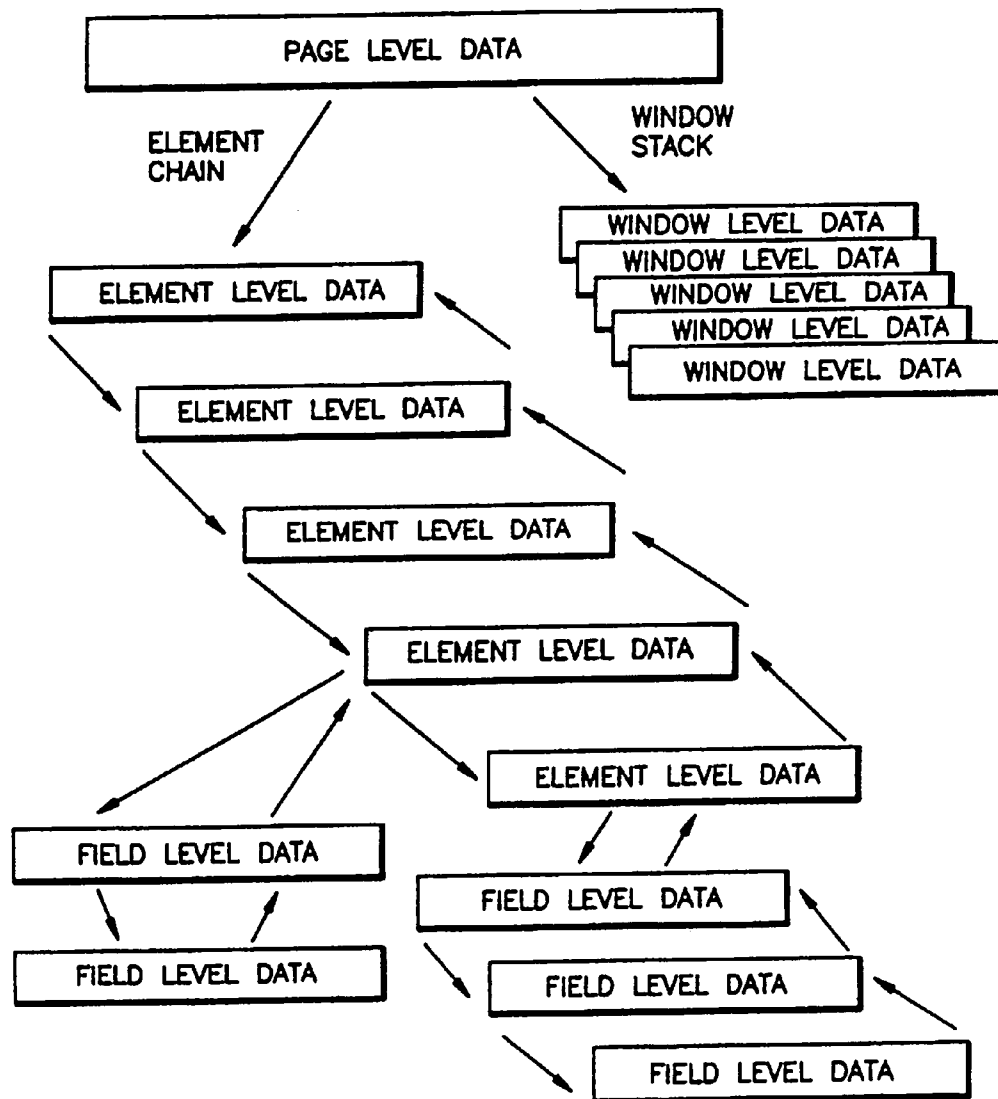 PAGE LEVEL DATA
ELEMENT
CHAIN
WINDOW
STACK
WINDOW LEVEL DATA
WINDOW LEVEL DATA
WINDOW LEVEL DATA
WINDOW LEVEL DATA
WINDOW LEVEL DATA
ELEMENT LEVEL DATA
ELEMENT LEVEL DATA
ELEMENT LEVEL DATA
ELEMENT LEVEL DATA
ELEMENT LEVEL DATA
FIELD LEVEL DATA
FIELD LEVEL DATA
FIELD LEVEL DATA
FIELD LEVEL DATA
FIELD LEVEL DATA